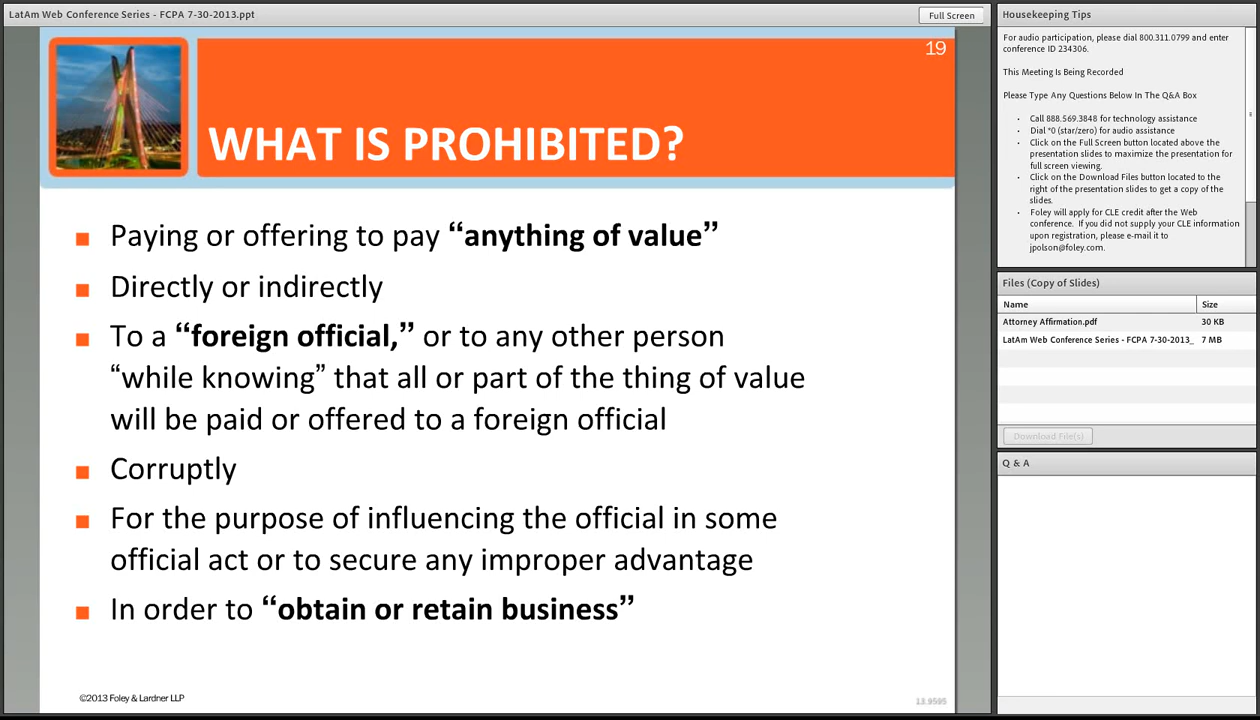 LatAm Web Conference Series - FCPA 7-30-2013.ppt
Full Screen
19
WHAT IS PROHIBITED?
■ Paying or offering to pay “anything of value”
■ Directly or indirectly
■ To a “foreign official,” or to any other person
“while knowing” that all or part of the thing of value
will be paid or offered to a foreign official
■ Corruptly
■ For the purpose of influencing the official in some
official act or to secure any improper advantage
■ In order to “obtain or retain business”
©2013 Foley & Lardner LLP
13.9595
Housekeeping Tips
For audio participation, please dial 800.311.0799 and enter
conference ID 234306.
This Meeting Is Being Recorded
Please Type Any Questions Below In The Q&A Box
• Call 888.569.3848 for technology assistance
• Dial *0 (star/zero) for audio assistance
• Click on the Full Screen button located above the
presentation slides to maximize the presentation for
full screen viewing.
• Click on the Download Files button located to the
right of the presentation slides to get a copy of the
slides.
• Foley will apply for CLE credit after the Web
conference. If you did not supply your CLE information
upon registration, please e-mail it to
jpolson@foley.com.
Files (Copy of Slides)
Name Size
Attorney Affirmation.pdf 30 KB
LatAm Web Conference Series - FCPA 7-30-2013_ 7 MB
Download File(s)
Q & A